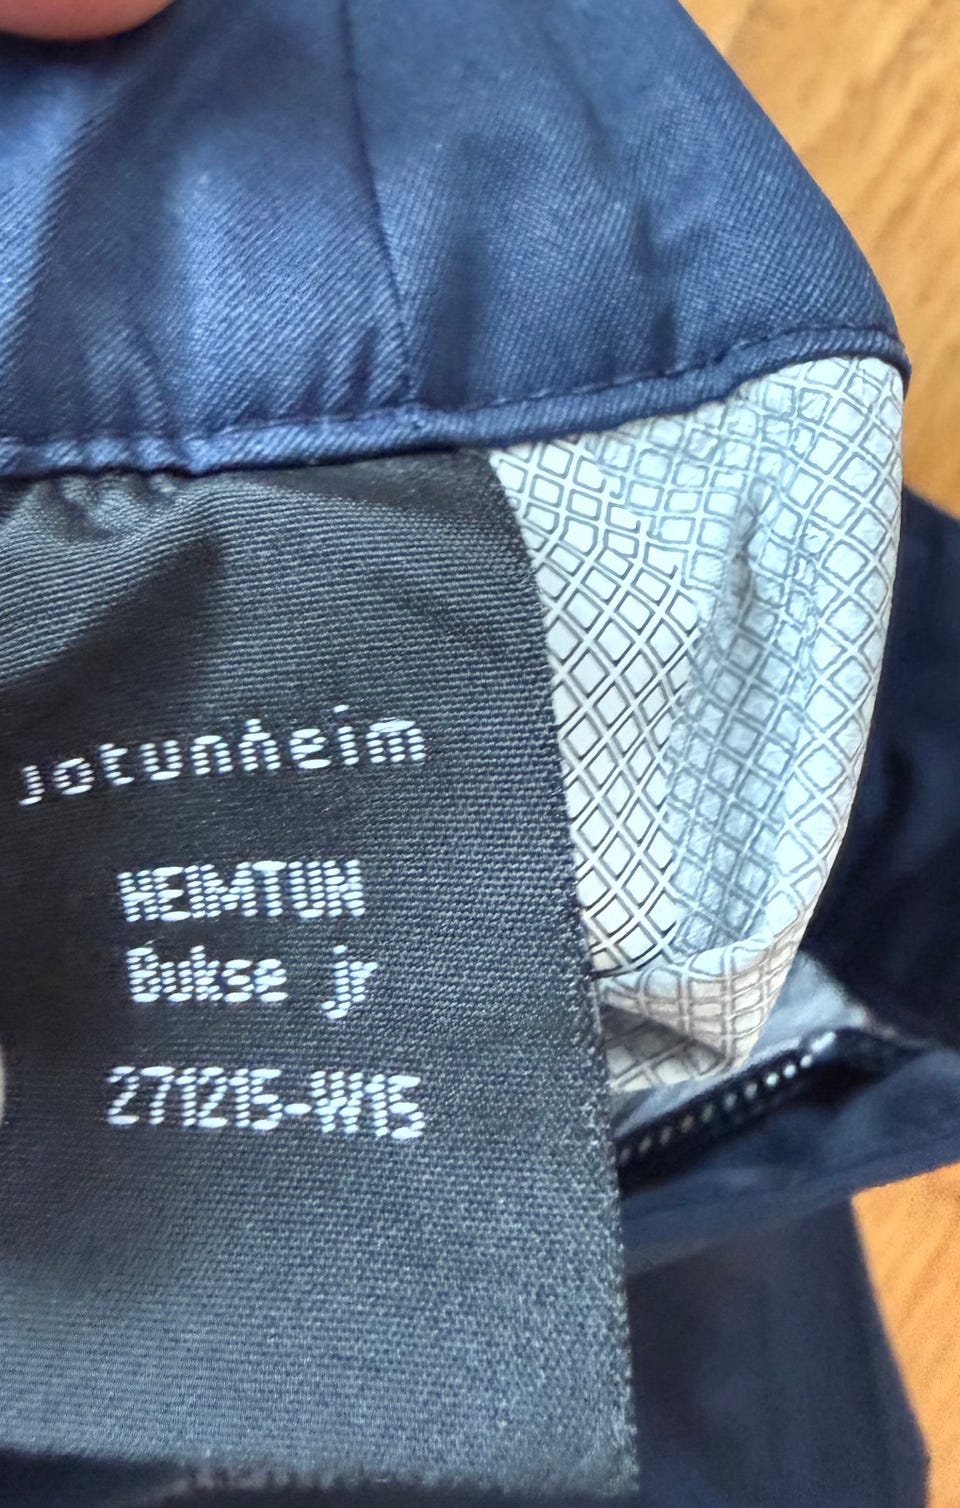 Jotunheim
HEIMTUN
Bukse jr
271215-W15